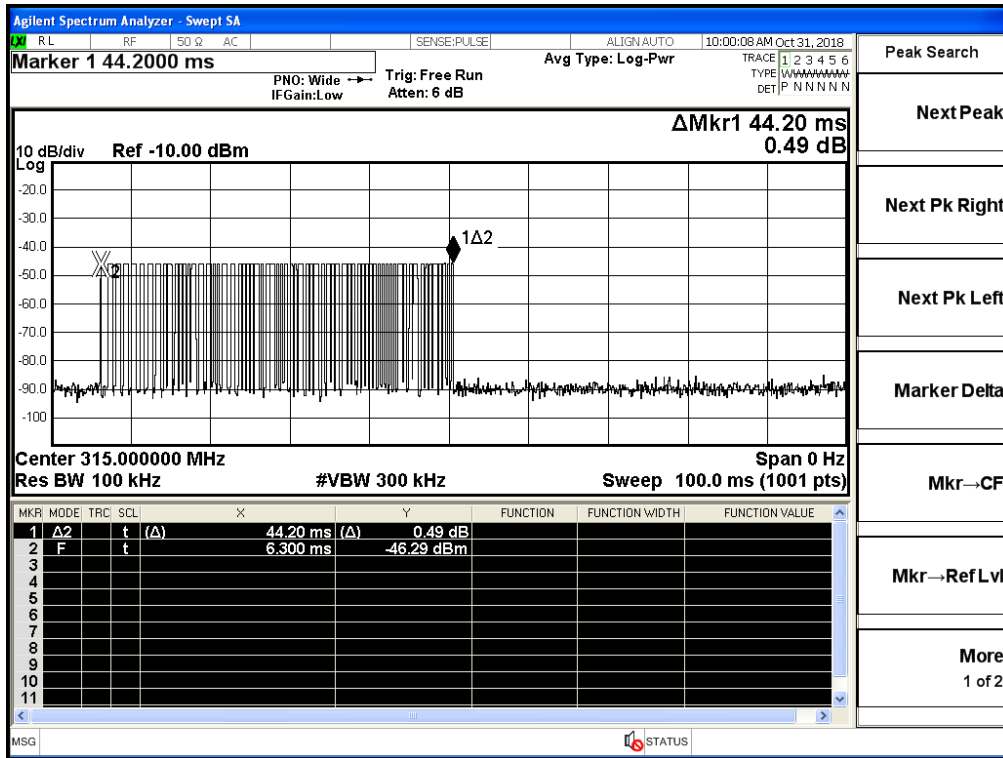 Agilent Spectrum Analyzer - Swept SA
LXI RL RF 50 Ω AC SENSE:PULSE ALIGN AUTO 10:00:08 AM Oct 31, 2018
Marker 1 44.2000 ms
PNO: Wide
IFGain:Low
Trig: Free Run
Atten: 6 dB
Avg Type: Log-Pwr
TRACE 1 2 3 4 5 6
TYPE WWWWWW
DET P N N N N N
ΔMkr1 44.20 ms
0.49 dB
10 dB/div Ref -10.00 dBm
Log
-20.0
-30.0
-40.0
-50.0
-60.0
-70.0
-80.0
-90.0
-100
2
1Δ2
Center 315.000000 MHz Span 0 Hz
Res BW 100 kHz #VBW 300 kHz Sweep 100.0 ms (1001 pts)
MKR MODE TRC SCL X Y FUNCTION FUNCTION WIDTH FUNCTION VALUE
1 Δ2 t (Δ) 44.20 ms (Δ) 0.49 dB
2 F t 6.300 ms -46.29 dBm
3
4
5
6
7
8
9
10
11
MSG STATUS
Peak Search
Next Peak
Next Pk Right
Next Pk Left
Marker Delta
Mkr→CF
Mkr→Ref Lvl
More
1 of 2